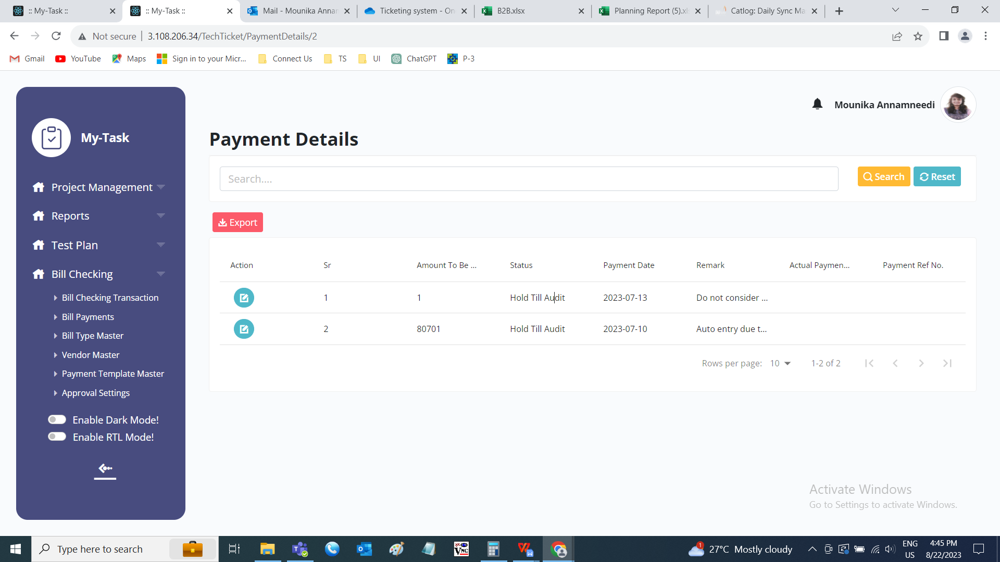 :: My-Task ::
:: My-Task ::
Mail - Mounika Annan
Ticketing system - On
B2B.xlsx
Planning Report (5).xls
Catlog: Daily Sync Ma
Not secure | 3.108.206.34/TechTicket/PaymentDetails/2
Gmail
YouTube
Maps
Sign in to your Micr...
Connect Us
TS
UI
ChatGPT
P-3
Mounika Annamneedi
My-Task
Project Management
Reports
Test Plan
Bill Checking
Bill Checking Transaction
Bill Payments
Bill Type Master
Vendor Master
Payment Template Master
Approval Settings
Enable Dark Mode!
Enable RTL Mode!
Payment Details
Search....
Search
Reset
Export
Action Sr Amount To Be ... Status Payment Date Remark Actual Paymen... Payment Ref No.
1 1 Hold Till Audit 2023-07-13 Do not consider ...
2 80701 Hold Till Audit 2023-07-10 Auto entry due t...
Rows per page: 10 1-2 of 2
Activate Windows
Go to Settings to activate Windows.
Type here to search
VNC
1
27°C Mostly cloudy
ENG
US
4:45 PM
8/22/2023